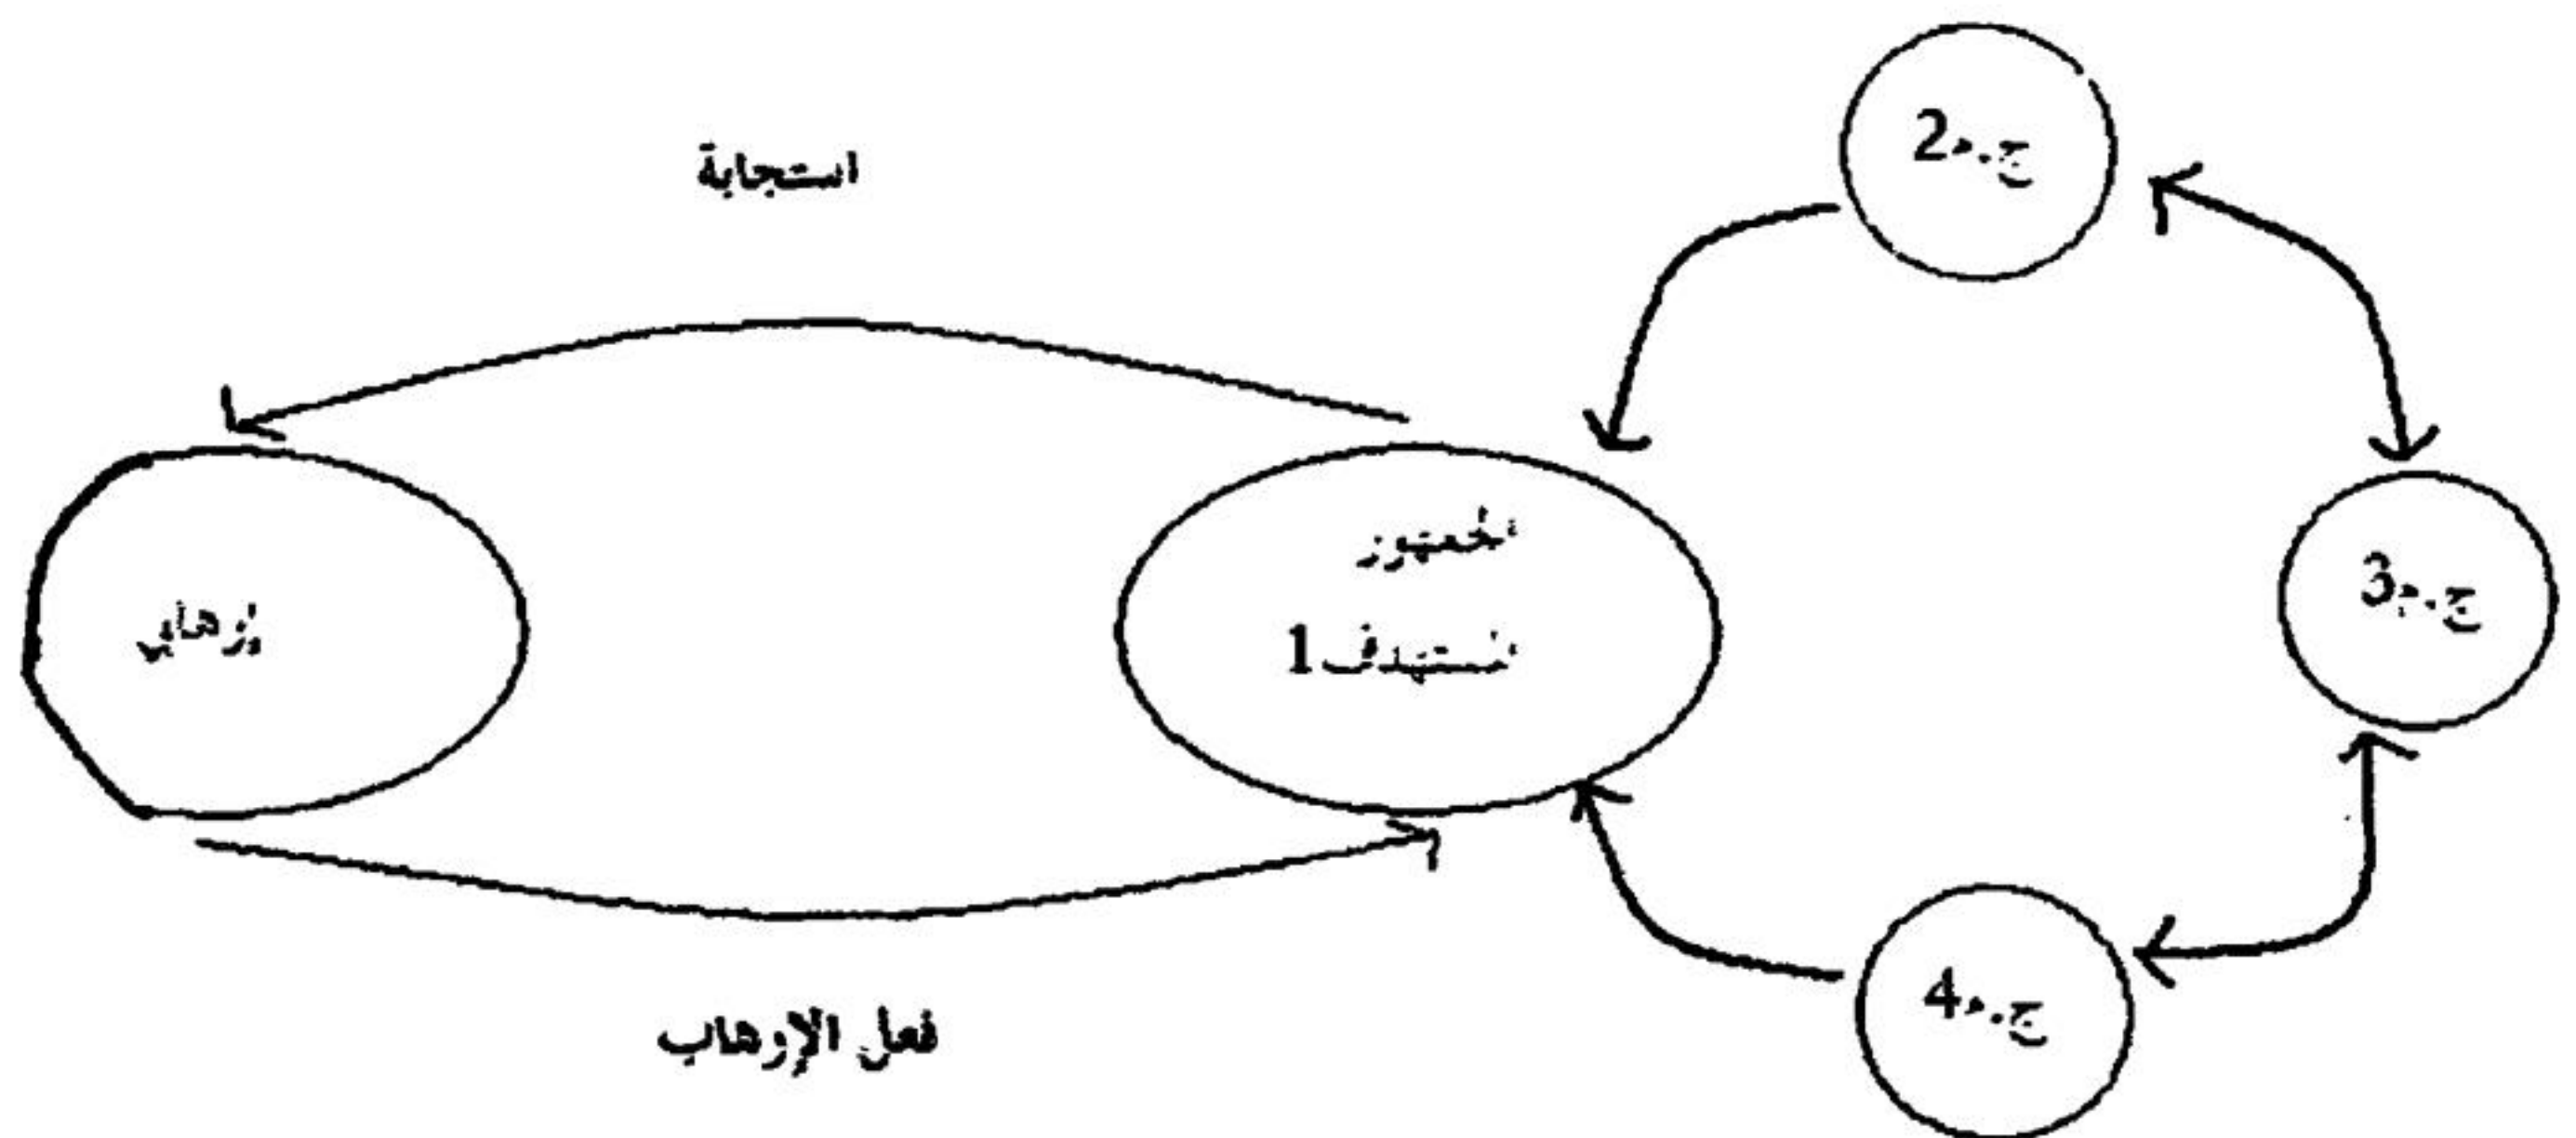 استجابة
ج.م2
الجمهور
المستهدف1
إرهابي
ج.م3
ج.م4
فعل الإرهاب